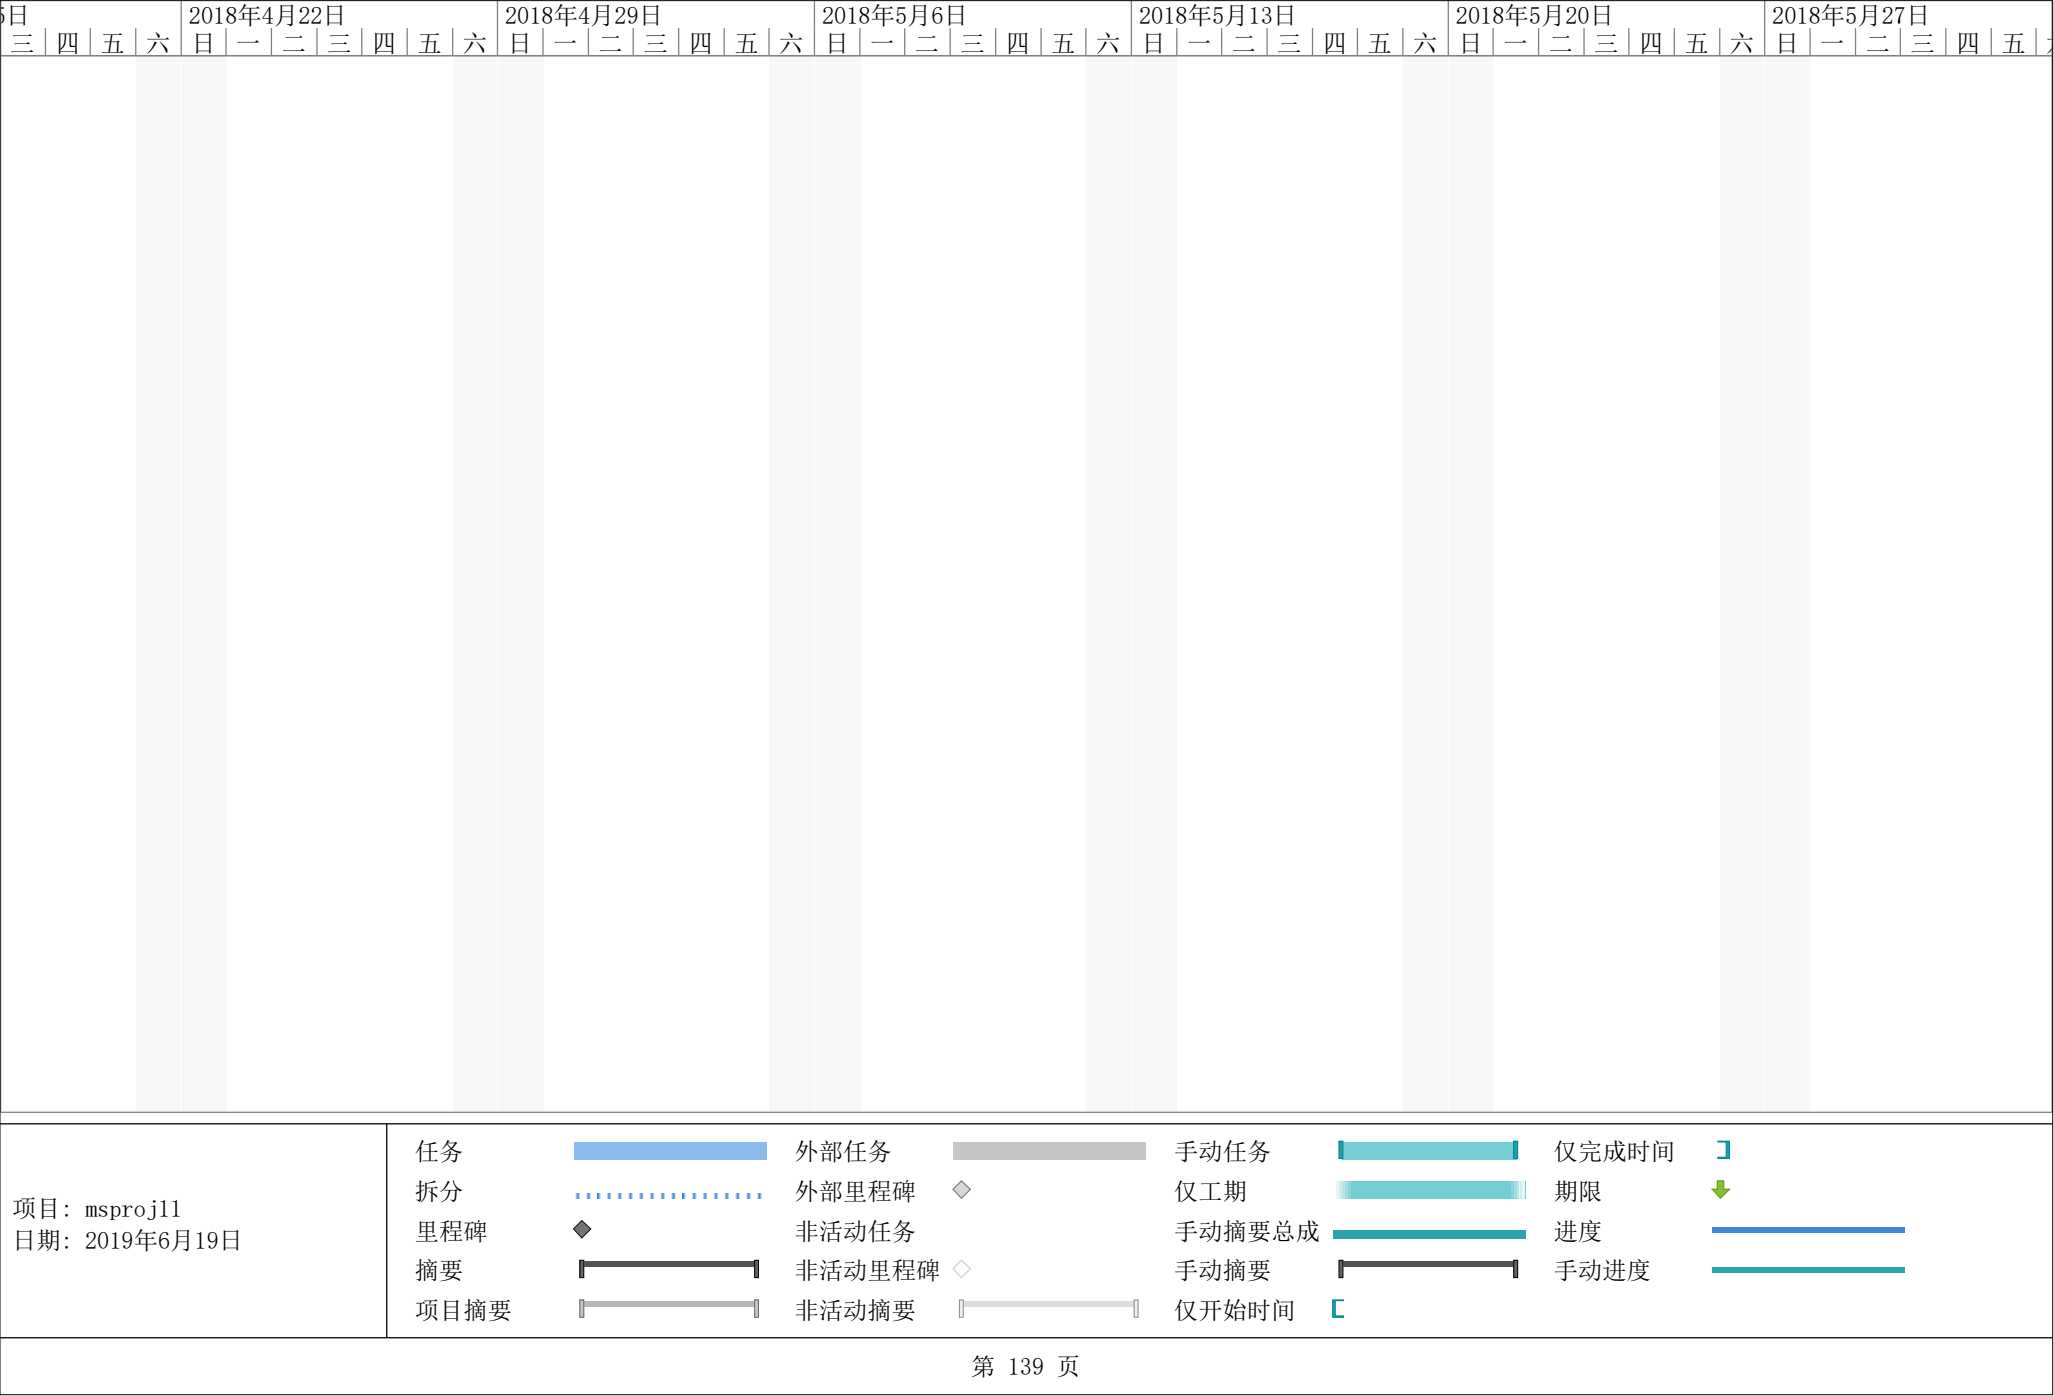 5日 2018年4月22日 2018年4月29日 2018年5月6日 2018年5月13日 2018年5月20日 2018年5月27日
三 四 五 六 日 一 二 三 四 五 六 日 一 二 三 四 五 六 日 一 二 三 四 五 六 日 一 二 三 四 五 六 日 一 二 三 四 五 六 日 一 二 三 四 五
任务 外部任务 手动任务 仅完成时间
拆分 外部里程碑 仅工期 期限
项目: msproj11
里程碑 非活动任务 手动摘要总成 进度
日期: 2019年6月19日
摘要 非活动里程碑 手动摘要 手动进度
项目摘要 非活动摘要 仅开始时间
第 139 页